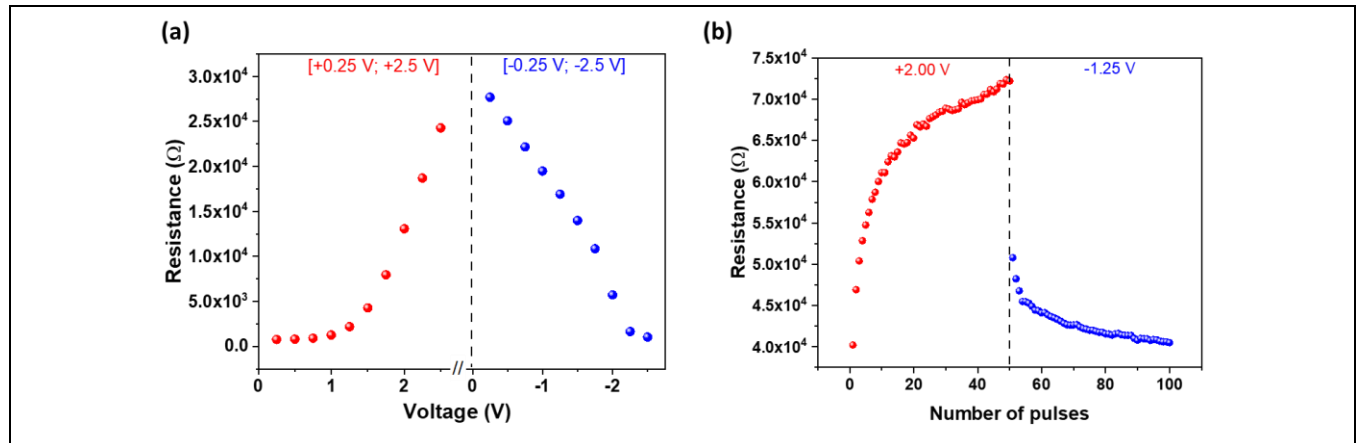 (a)
[+0.25 V; +2.5 V] [-0.25 V; -2.5 V]
Resistance (Ω)
3.0x10⁴
2.5x10⁴
2.0x10⁴
1.5x10⁴
1.0x10⁴
5.0x10³
0.0
0 1 2 // 0 -1 -2
Voltage (V)
(b)
+2.00 V -1.25 V
Resistance (Ω)
7.5x10⁴
7.0x10⁴
6.5x10⁴
6.0x10⁴
5.5x10⁴
5.0x10⁴
4.5x10⁴
4.0x10⁴
0 20 40 60 80 100
Number of pulses